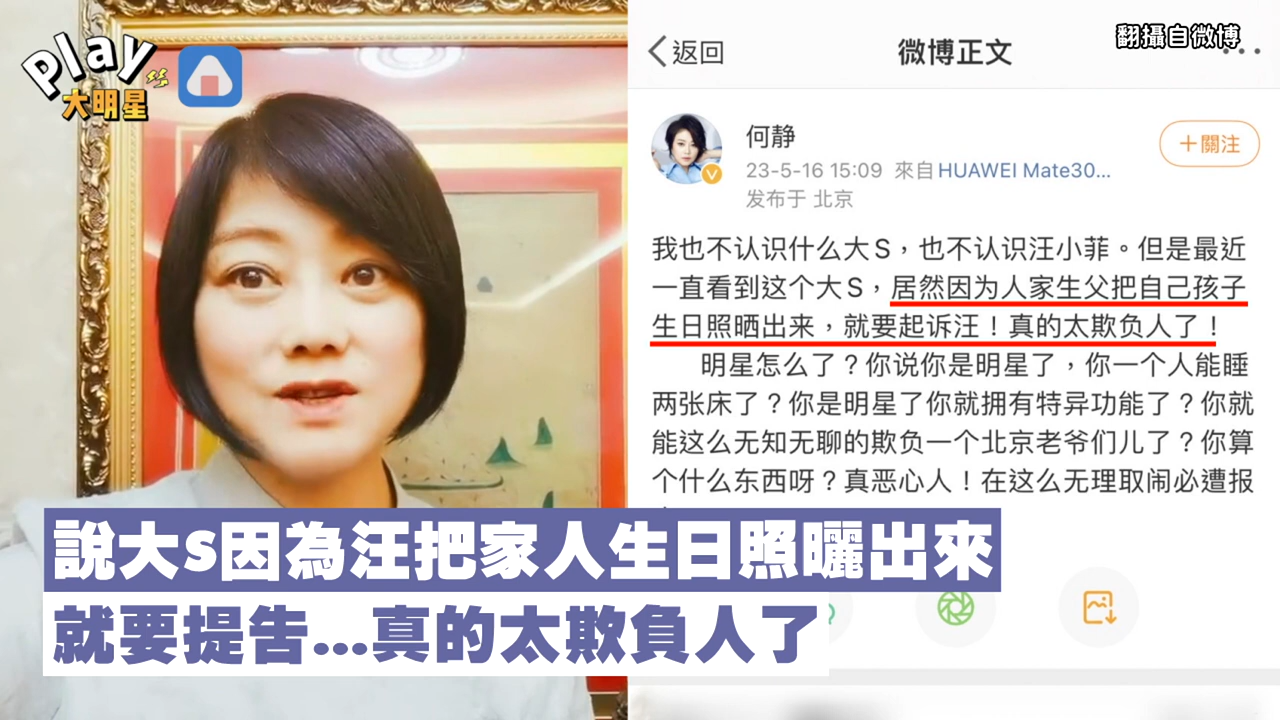 Play
大明星
翻攝自微博
返回
微博正文
何静
+關注
23-5-16 15:09 來自 HUAWEI Mate30...
发布于 北京
我也不认识什么大S，也不认识汪小菲。但是最近
一直看到这个大S，居然因为人家生父把自己孩子
生日照晒出来，就要起诉汪！真的太欺负人了！
明星怎么了？你说你是明星了，你一个人能睡
两张床了？你是明星了你就拥有特异功能了？你就
能这么无知无聊的欺负一个北京老爷们儿了？你算
个什么东西呀？真恶心人！在这么无理取闹必遭报
說大S因為汪把家人生日照曬出來
就要提告...真的太欺負人了